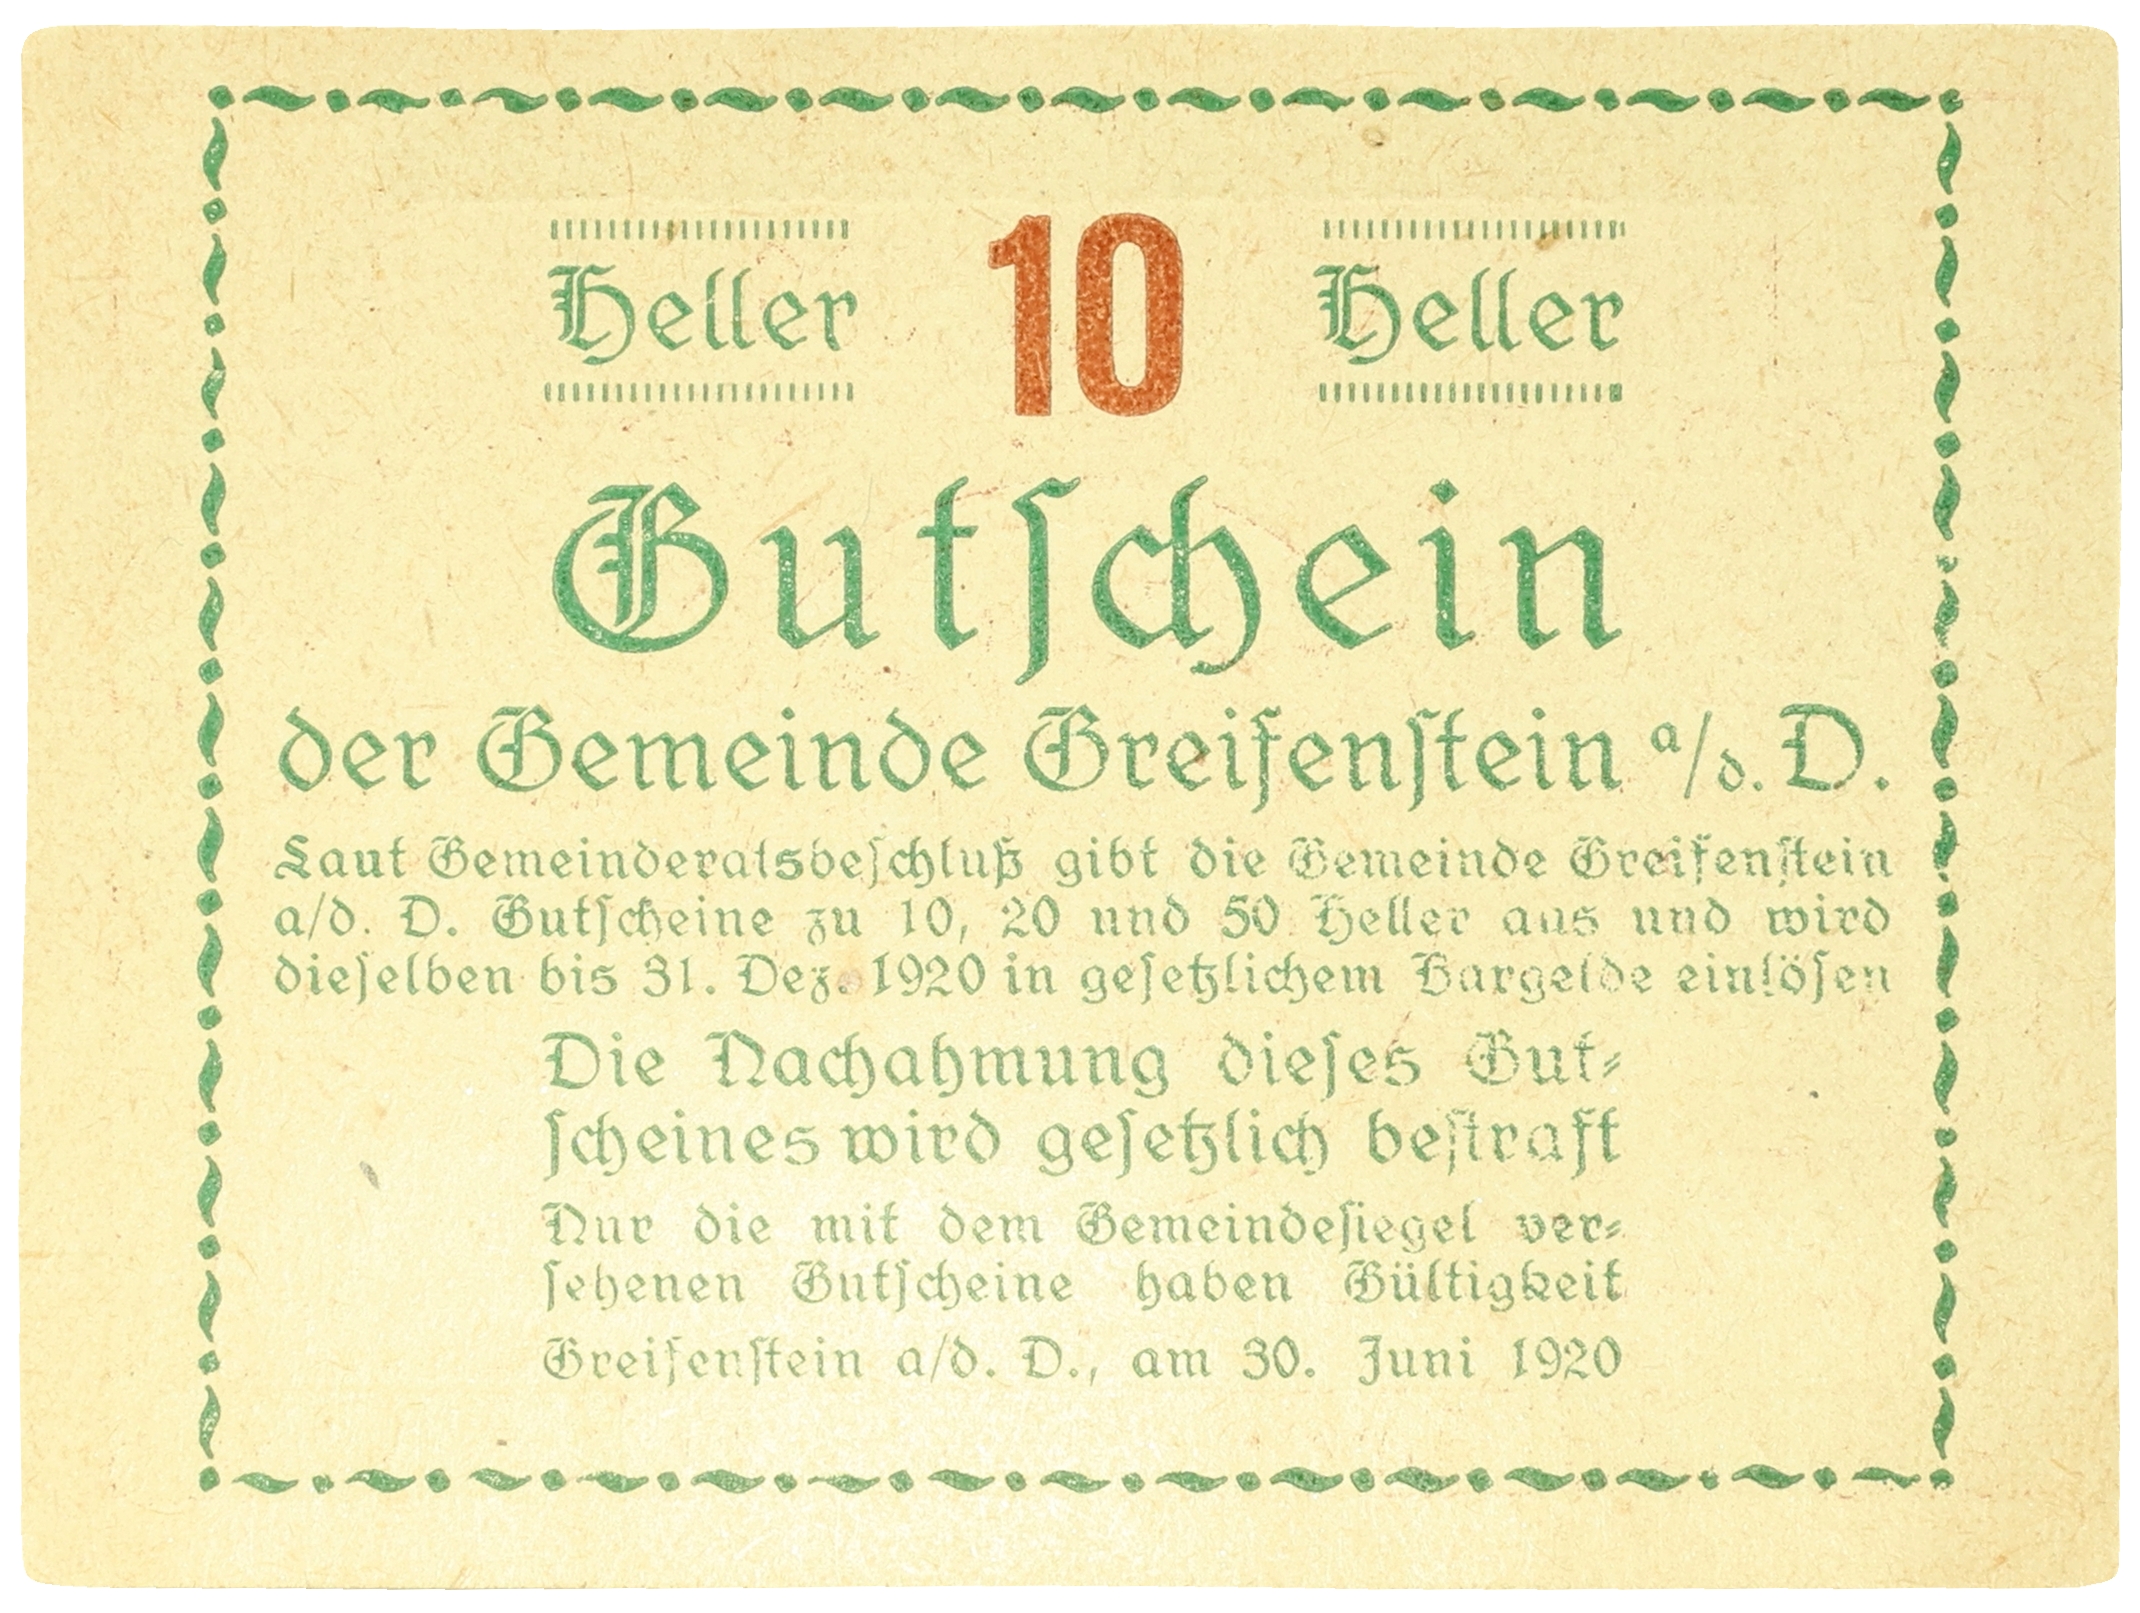 Heller 10 Heller
Gutschein
der Gemeinde Greifenstein a/d. D.
Laut Gemeinderatsbeschluß gibt die Gemeinde Greifenstein
a/d. D. Gutscheine zu 10, 20 und 50 Heller aus und wird
dieselben bis 31. Dez. 1920 in gesetzlichem Bargelde einlösen
Die Nachahmung dieses Gut-
scheines wird gesetzlich bestraft
Nur die mit dem Gemeindesiegel ver-
sehenen Gutscheine haben Gültigkeit
Greifenstein a/d. D., am 30. Juni 1920